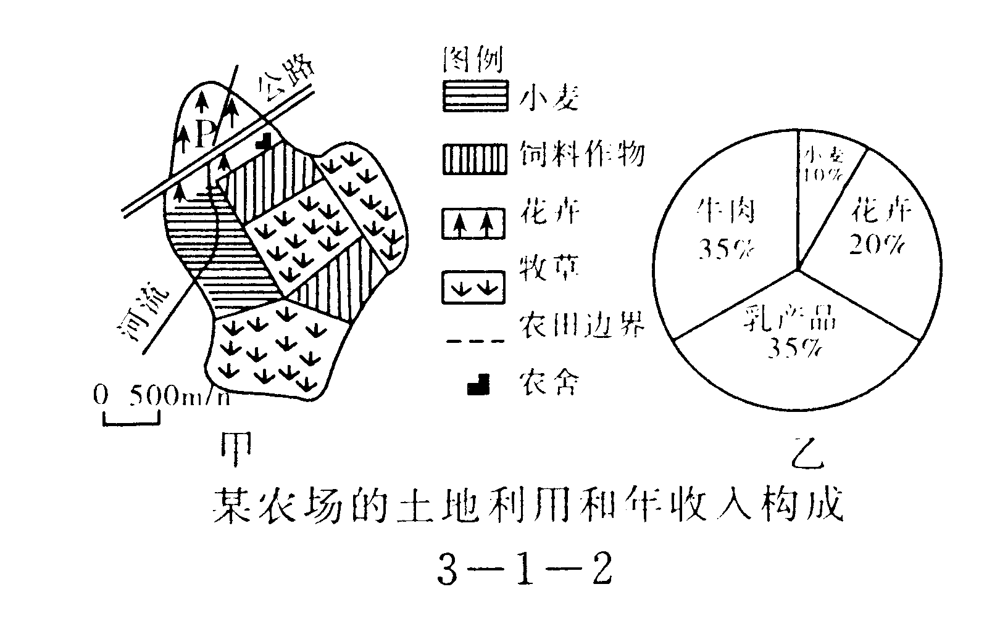 公路
P
河流
0 500m/n
甲
图例
小麦
饲料作物
花卉
牧草
农田边界
农舍
小麦
10%
花卉
20%
牛肉
35%
乳产品
35%
乙
某农场的土地利用和年收入构成
3—1—2